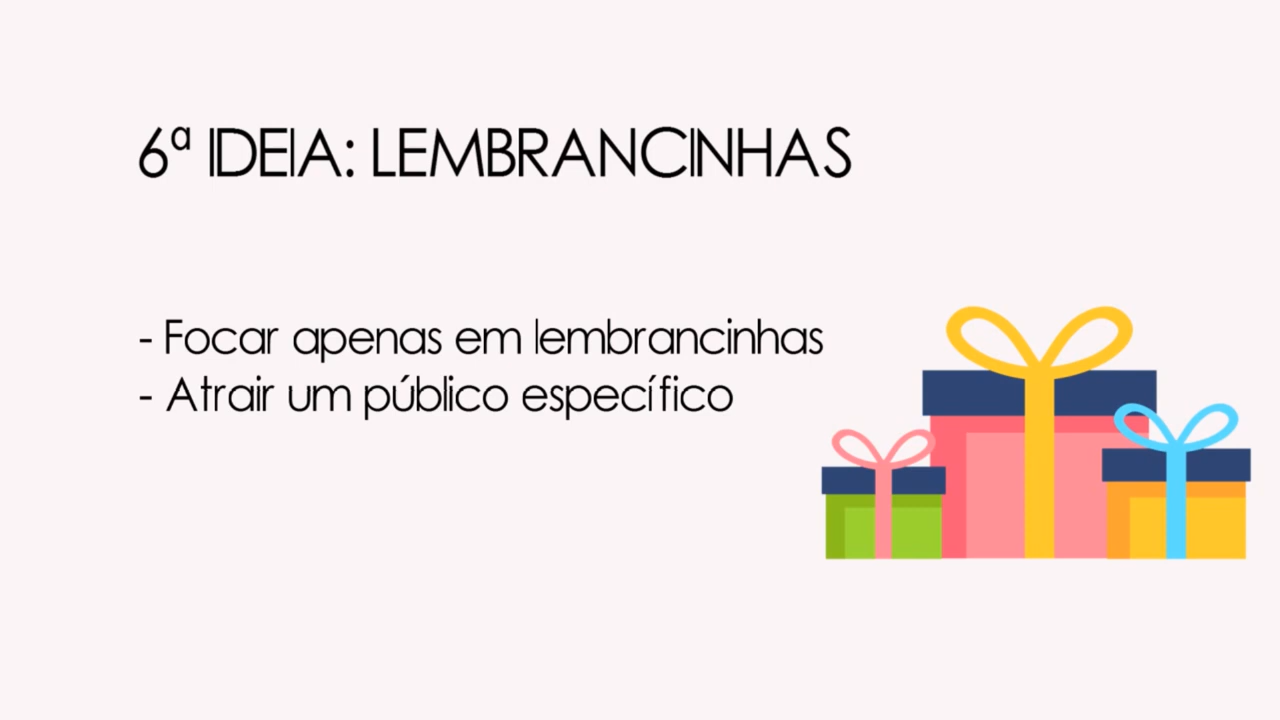 6ª IDEIA: LEMBRANCINHAS
- Focar apenas em lembrancinhas
- Atrair um público específico